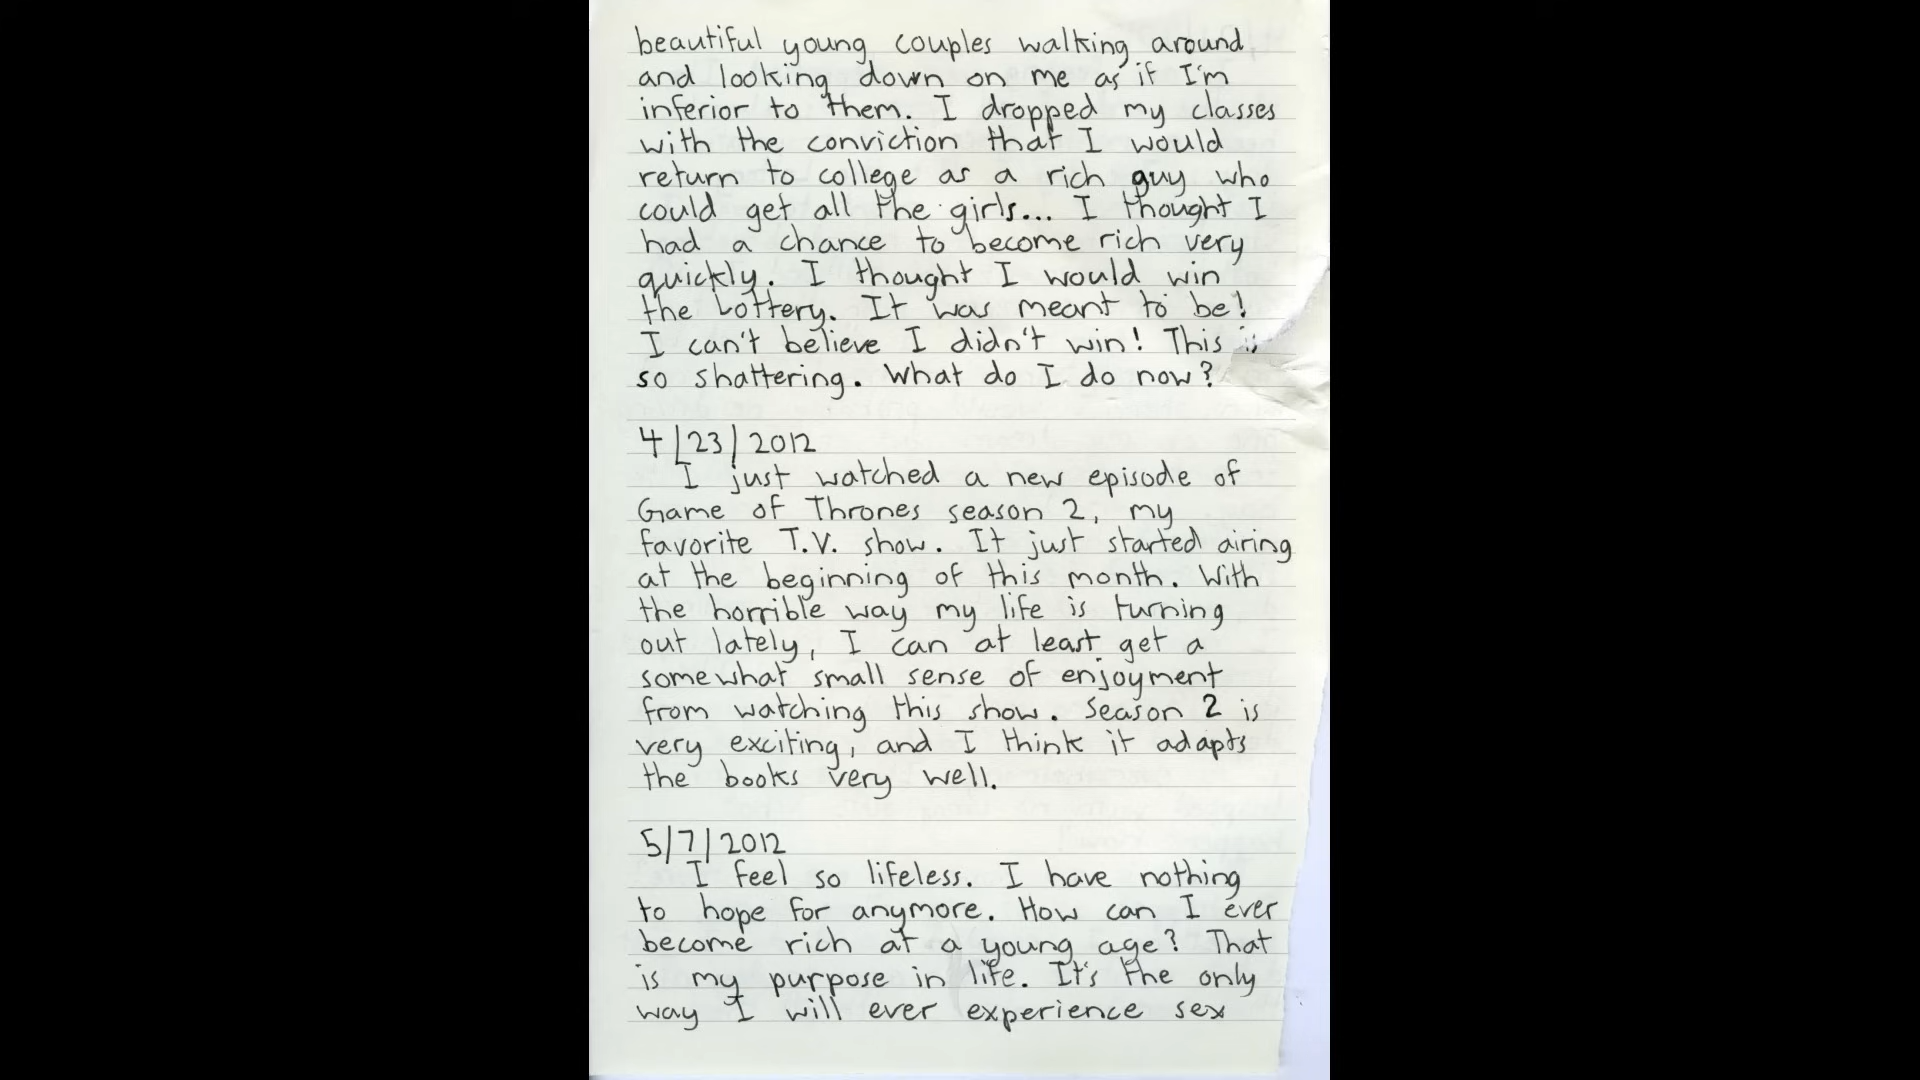 beautiful young couples walking around
and looking down on me as if I'm
inferior to them. I dropped my classes
with the conviction that I would
return to college as a rich guy who
could get all the girls... I thought I
had a chance to become rich very
quickly. I thought I would win
the Lottery. It was meant to be!
I can't believe I didn't win! This is
so shattering. What do I do now?
4/23/2012
I just watched a new episode of
Game of Thrones season 2, my
favorite T.V. show. It just started airing
at the beginning of this month. With
the horrible way my life is turning
out lately, I can at least get a
somewhat small sense of enjoyment
from watching this show. Season 2 is
very exciting, and I think it adapts
the books very well.
5/7/2012
I feel so lifeless. I have nothing
to hope for anymore. How can I ever
become rich at a young age? That
is my purpose in life. It's the only
way I will ever experience sex